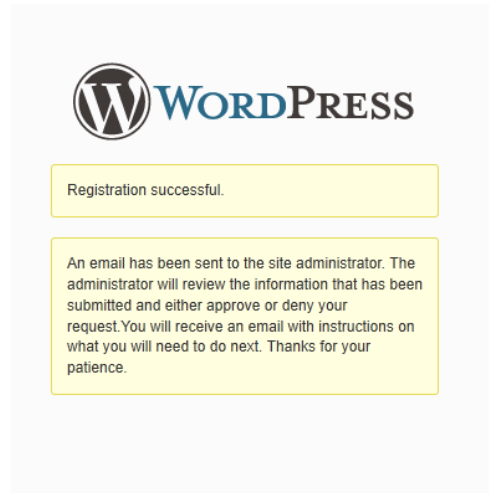 WORDPRESS
Registration successful.
An email has been sent to the site administrator. The
administrator will review the information that has been
submitted and either approve or deny your
request.You will receive an email with instructions on
what you will need to do next. Thanks for your
patience.